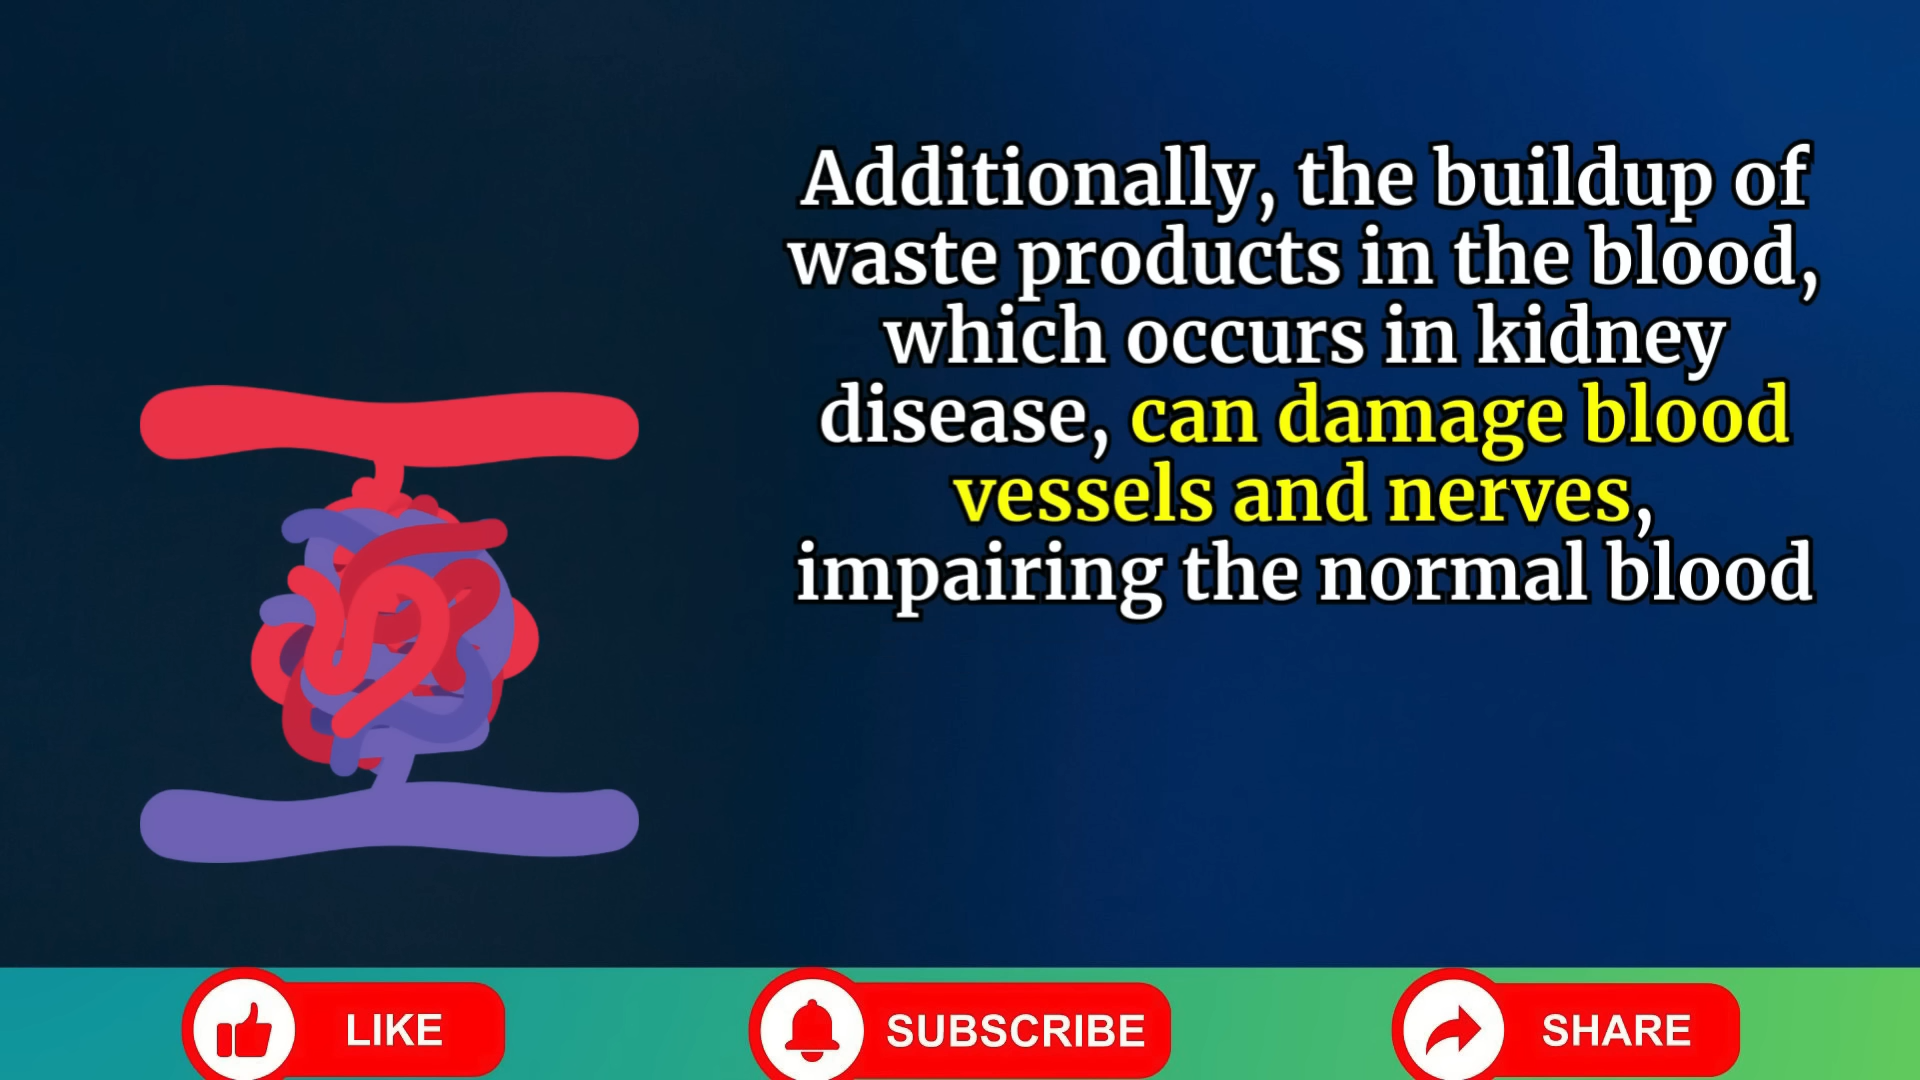 Additionally, the buildup of
waste products in the blood,
which occurs in kidney
disease, can damage blood
vessels and nerves,
impairing the normal blood
LIKE
SUBSCRIBE
SHARE